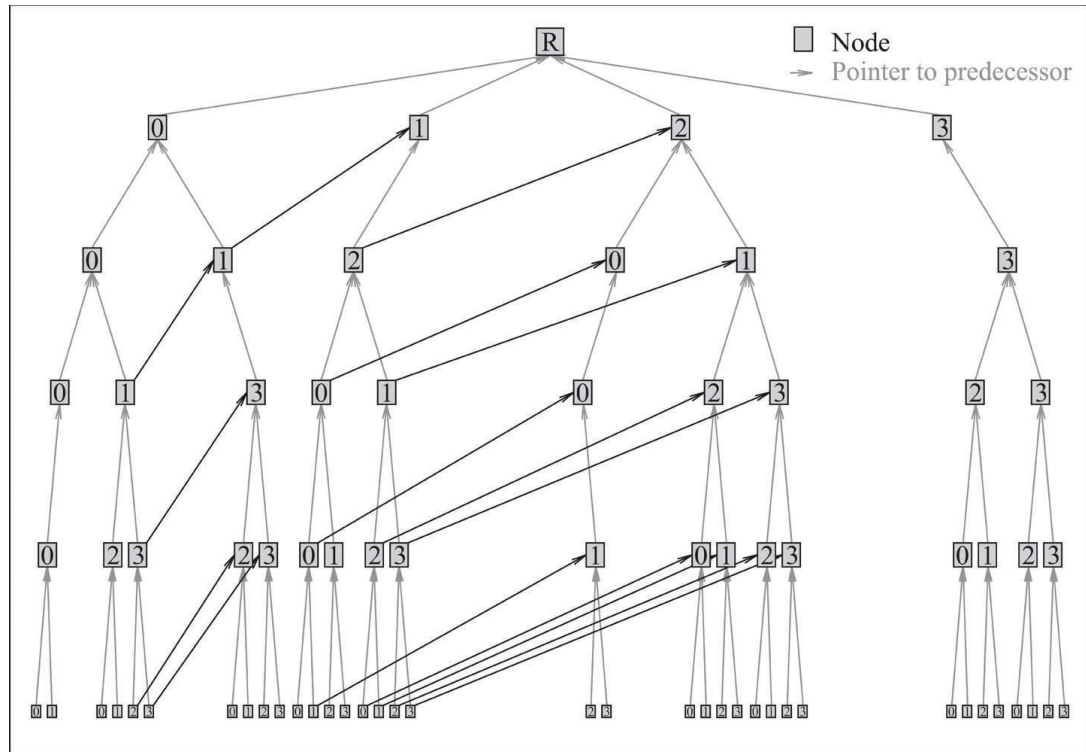 R
Node
Pointer to predecessor
0 1 2 3
0 1 2 0 1 3
0 1 3 0 1 0 2 3 2 3
0 2 3 2 3 0 1 2 3 1 0 1 2 3 0 1 2 3
0 1 0 1 2 3 0 1 2 3 0 1 2 3 0 1 2 3 2 3 0 1 2 3 0 1 2 3 0 1 2 3 0 1 2 3